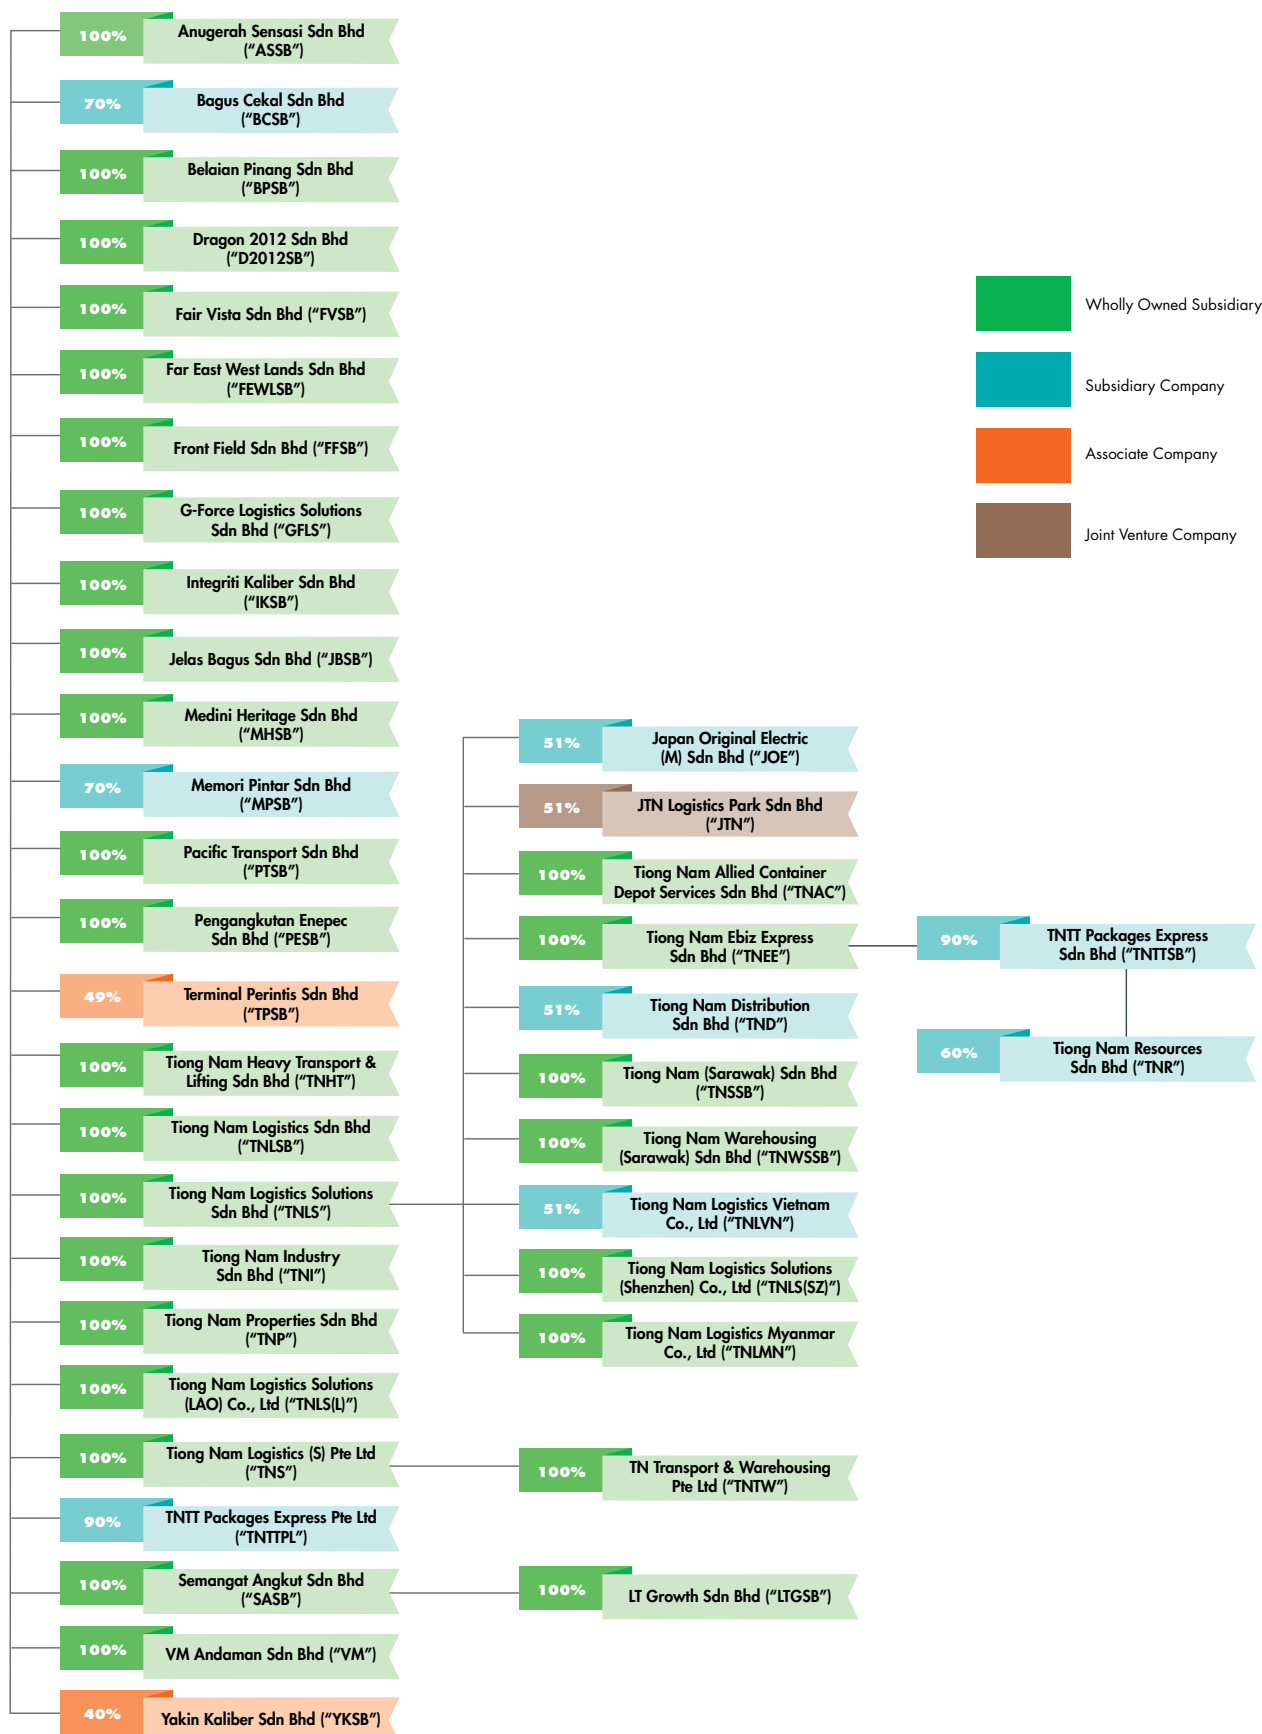 100%
Anugerah Sensasi Sdn Bhd
(“ASSB”)
70%
Bagus Cekal Sdn Bhd
(“BCSB”)
100%
Belaian Pinang Sdn Bhd
(“BPSB”)
100%
Dragon 2012 Sdn Bhd
(“D2012SB”)
100%
Fair Vista Sdn Bhd (“FVSB”)
100%
Far East West Lands Sdn Bhd
(“FEWLSB”)
100%
Front Field Sdn Bhd (“FFSB”)
100%
G-Force Logistics Solutions
Sdn Bhd (“GFLS”)
100%
Integriti Kaliber Sdn Bhd
(“IKSB”)
100%
Jelas Bagus Sdn Bhd (“JBSB”)
100%
Medini Heritage Sdn Bhd
(“MHSB”)
70%
Memori Pintar Sdn Bhd
(“MPSB”)
100%
Pacific Transport Sdn Bhd
(“PTSB”)
100%
Pengangkutan Enepec
Sdn Bhd (“PESB”)
49%
Terminal Perintis Sdn Bhd
(“TPSB”)
100%
Tiong Nam Heavy Transport &
Lifting Sdn Bhd (“TNHT”)
100%
Tiong Nam Logistics Sdn Bhd
(“TNLSB”)
100%
Tiong Nam Logistics Solutions
Sdn Bhd (“TNLS”)
100%
Tiong Nam Industry
Sdn Bhd (“TNI”)
100%
Tiong Nam Properties Sdn Bhd
(“TNP”)
100%
Tiong Nam Logistics Solutions
(LAO) Co., Ltd (“TNLS(L)”)
100%
Tiong Nam Logistics (S) Pte Ltd
(“TNS”)
90%
TNTT Packages Express Pte Ltd
(“TNTTPL”)
100%
Semangat Angkut Sdn Bhd
(“SASB”)
100%
VM Andaman Sdn Bhd (“VM”)
40%
Yakin Kaliber Sdn Bhd (“YKSB”)
51%
Japan Original Electric
(M) Sdn Bhd (“JOE”)
51%
JTN Logistics Park Sdn Bhd
(“JTN”)
100%
Tiong Nam Allied Container
Depot Services Sdn Bhd (“TNAC”)
100%
Tiong Nam Ebiz Express
Sdn Bhd (“TNEE”)
51%
Tiong Nam Distribution
Sdn Bhd (“TND”)
100%
Tiong Nam (Sarawak) Sdn Bhd
(“TNSSB”)
100%
Tiong Nam Warehousing
(Sarawak) Sdn Bhd (“TNWSSB”)
51%
Tiong Nam Logistics Vietnam
Co., Ltd (“TNLVN”)
100%
Tiong Nam Logistics Solutions
(Shenzhen) Co., Ltd (“TNLS(SZ)”)
100%
Tiong Nam Logistics Myanmar
Co., Ltd (“TNLMN”)
100%
TN Transport & Warehousing
Pte Ltd (“TNTW”)
100%
LT Growth Sdn Bhd (“LTGSB”)
90%
TNTT Packages Express
Sdn Bhd (“TNTTSB”)
60%
Tiong Nam Resources
Sdn Bhd (“TNR”)
Wholly Owned Subsidiary
Subsidiary Company
Associate Company
Joint Venture Company